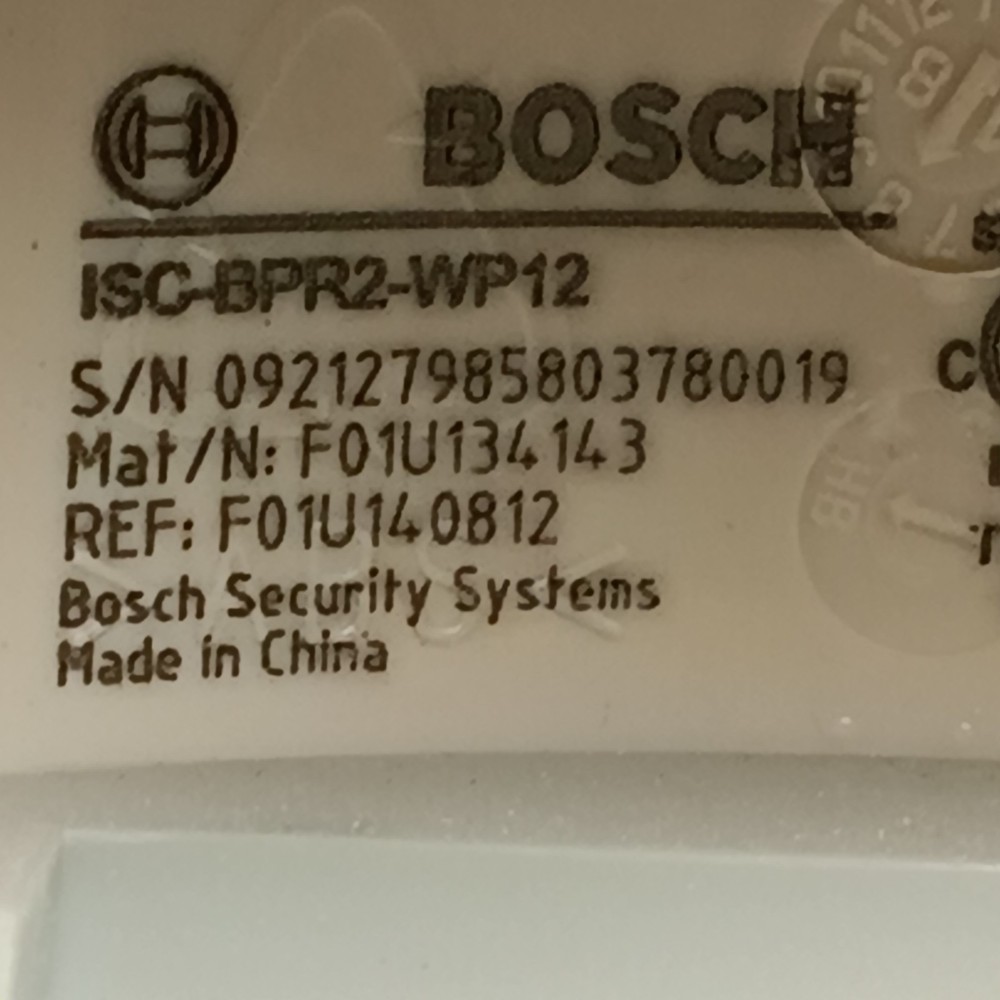 BOSCH
ISC-BPR2-WP12
S/N 092127985803780019
Mat/N: F01U134143
REF: F01U140812
Bosch Security Systems
Made in China